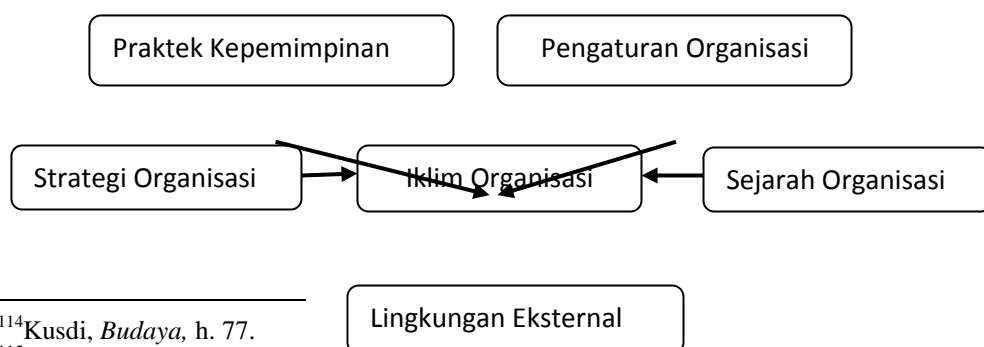 Praktek Kepemimpinan
Pengaturan Organisasi
Strategi Organisasi
Iklim Organisasi
Sejarah Organisasi
Lingkungan Eksternal
114Kusdi, Budaya, h. 77.